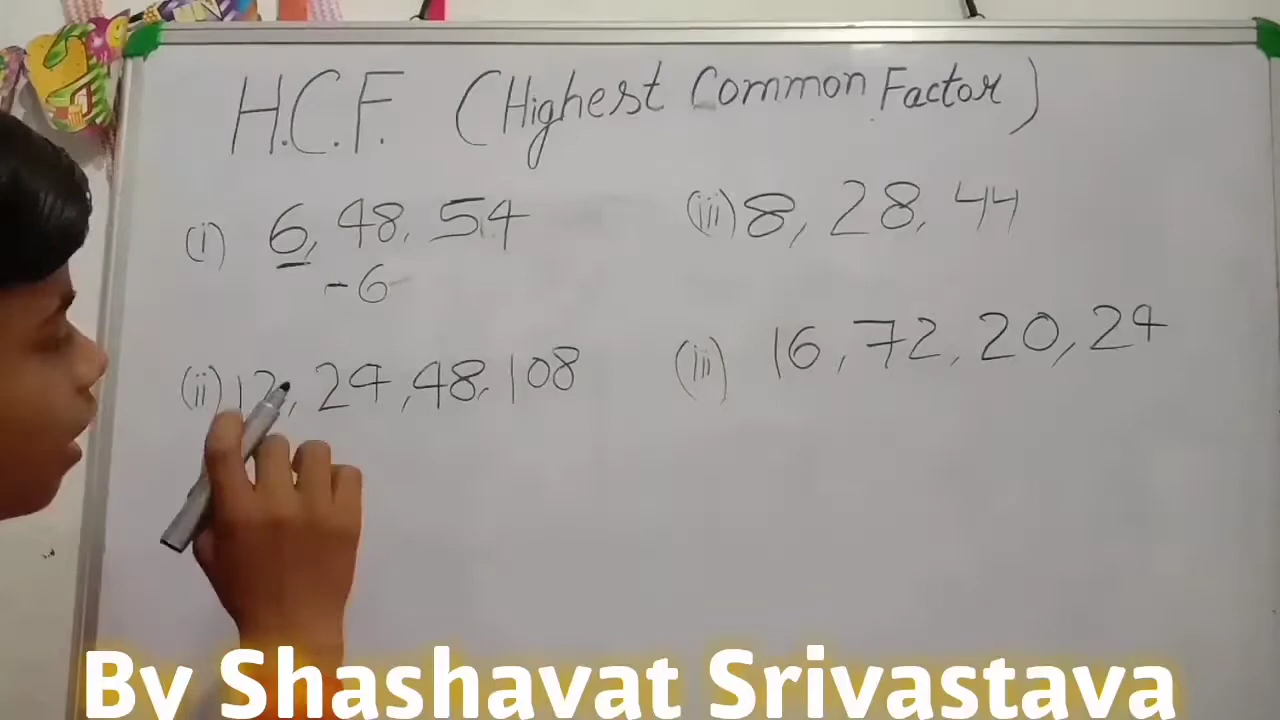 H.C.F. (Highest Common Factor)
(i) 6, 48, 54
-6
(ii) 12, 24, 48, 108
(iii) 8, 28, 44
(iii) 16, 72, 20, 24
By Shashavat Srivastava